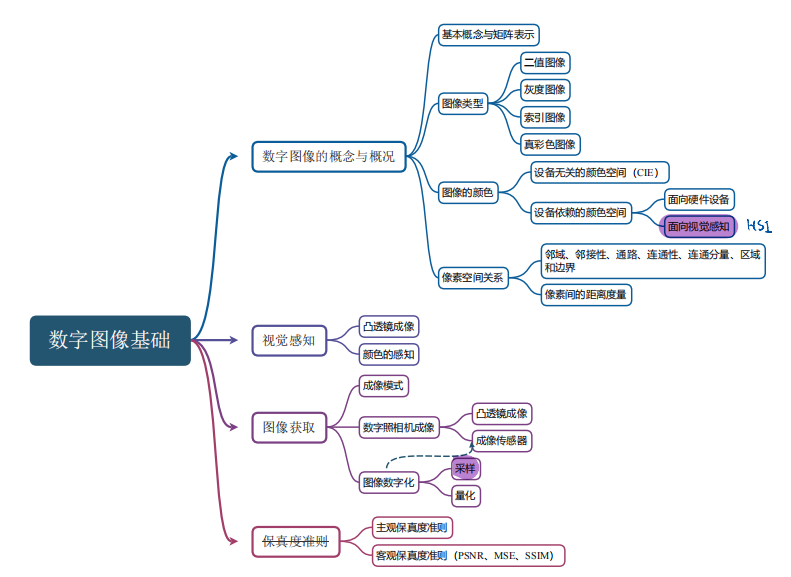 数字图像基础
数字图像的概念与概况
基本概念与矩阵表示
图像类型
二值图像
灰度图像
索引图像
真彩色图像
图像的颜色
设备无关的颜色空间（CIE）
设备依赖的颜色空间
面向硬件设备
面向视觉感知
HSI
像素空间关系
邻域、邻接性、通路、连通性、连通分量、区域
和边界
像素间的距离度量
视觉感知
凸透镜成像
颜色的感知
图像获取
成像模式
数字照相机成像
凸透镜成像
成像传感器
图像数字化
采样
量化
保真度准则
主观保真度准则
客观保真度准则（PSNR、MSE、SSIM）